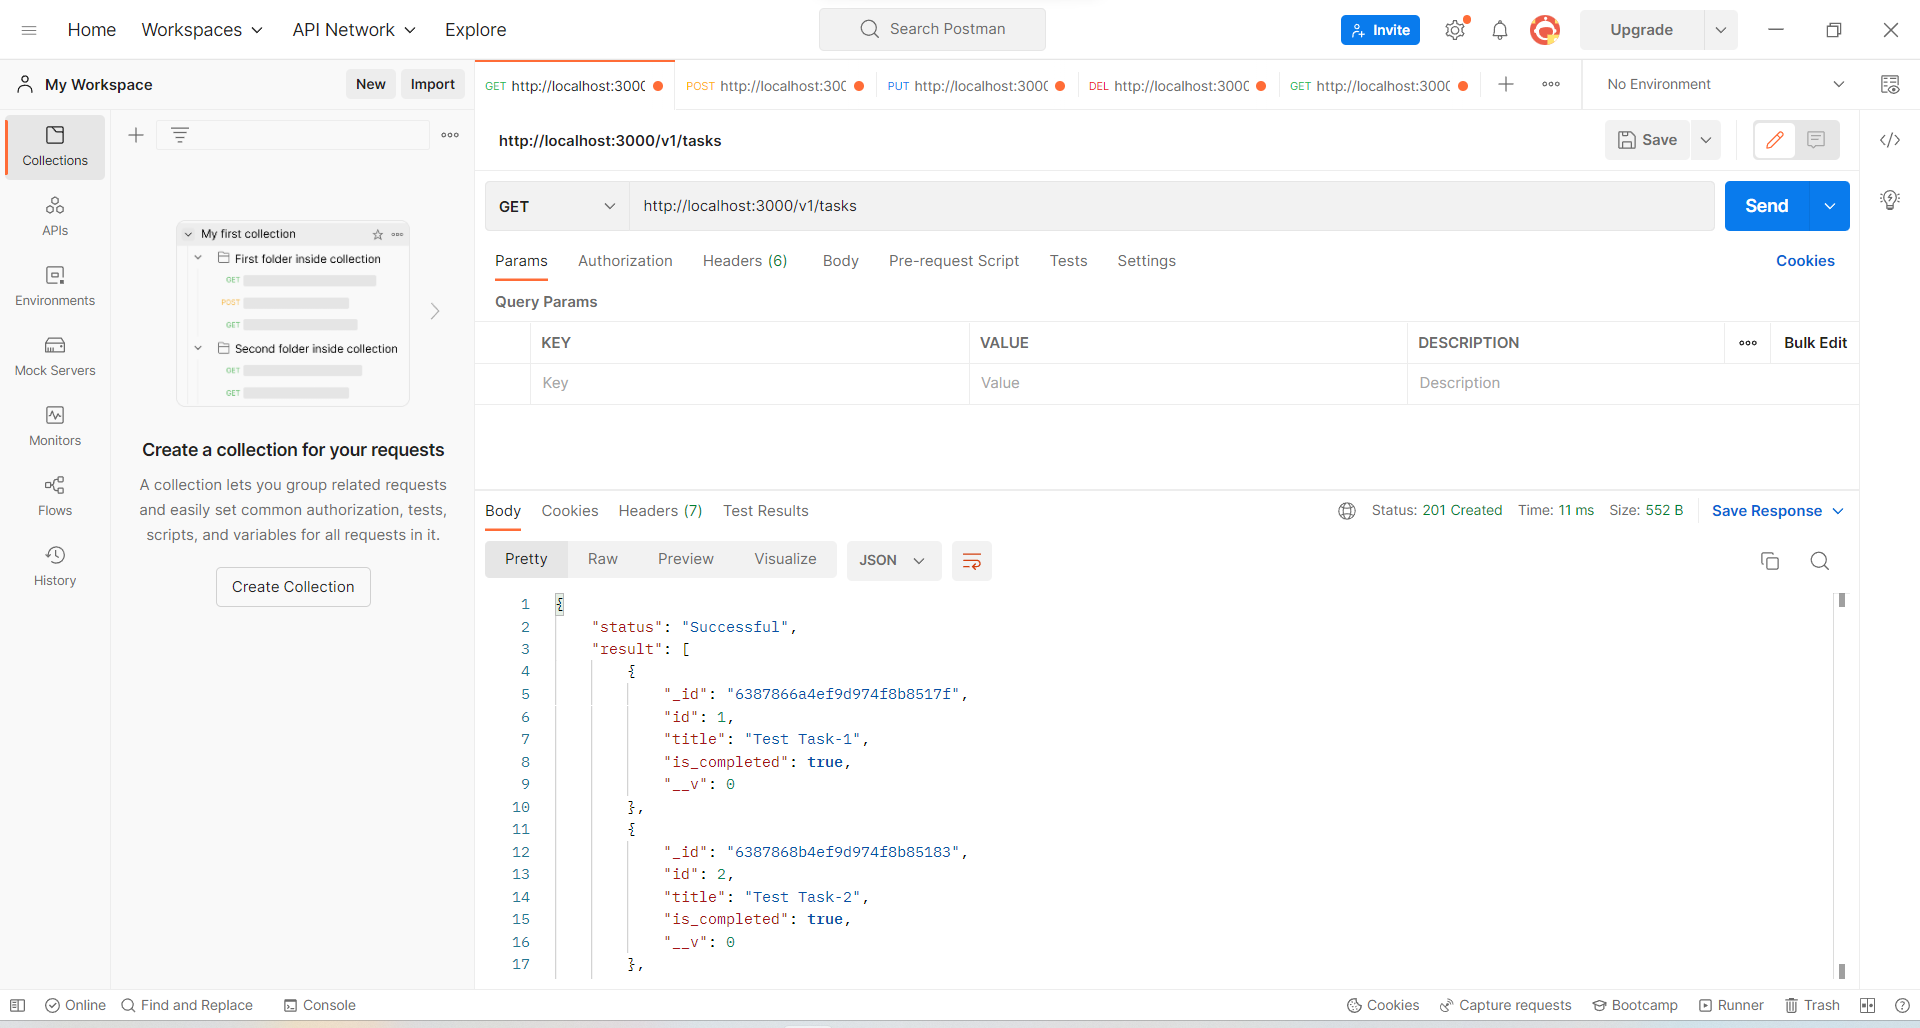 Home Workspaces API Network Explore Search Postman Invite Upgrade
My Workspace New Import
GET http://localhost:300 POST http://localhost:300 PUT http://localhost:300 DEL http://localhost:300 GET http://localhost:300 No Environment
Collections
APIs
Environments
Mock Servers
Monitors
Flows
History
My first collection
First folder inside collection
GET
POST
GET
Second folder inside collection
GET
GET
Create a collection for your requests
A collection lets you group related requests
and easily set common authorization, tests,
scripts, and variables for all requests in it.
Create Collection
http://localhost:3000/v1/tasks Save
GET http://localhost:3000/v1/tasks Send
Params Authorization Headers (6) Body Pre-request Script Tests Settings Cookies
Query Params
KEY VALUE DESCRIPTION Bulk Edit
Key Value Description
Body Cookies Headers (7) Test Results Status: 201 Created Time: 11 ms Size: 552 B Save Response
Pretty Raw Preview Visualize JSON
1 {
2 "status": "Successful",
3 "result": [
4 {
5 "_id": "6387866a4ef9d974f8b8517f",
6 "id": 1,
7 "title": "Test Task-1",
8 "is_completed": true,
9 "__v": 0
10 },
11 {
12 "_id": "6387868b4ef9d974f8b85183",
13 "id": 2,
14 "title": "Test Task-2",
15 "is_completed": true,
16 "__v": 0
17 },
Online Find and Replace Console Cookies Capture requests Bootcamp Runner Trash